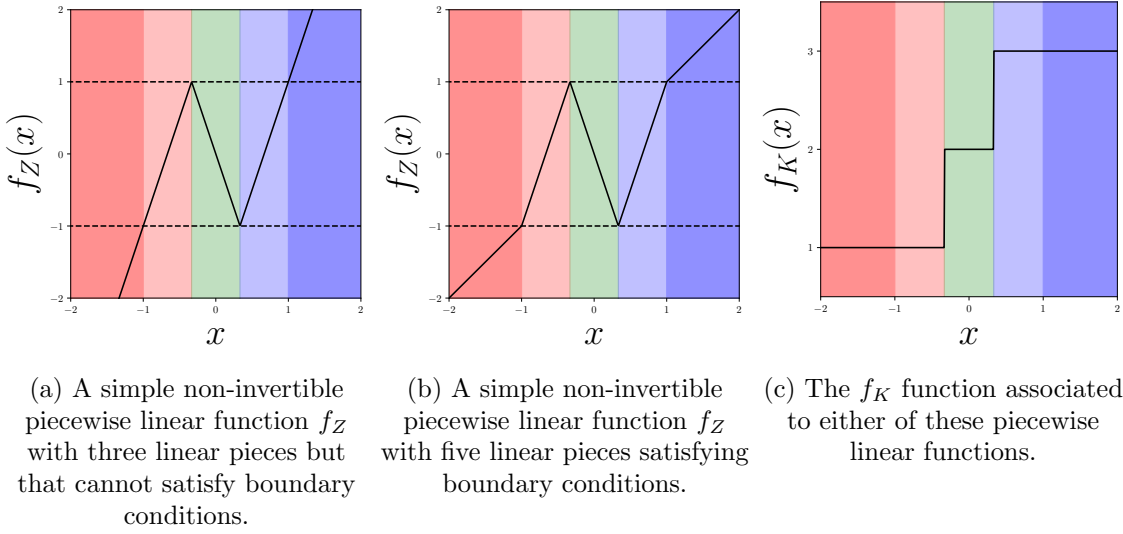 2
1
0
−1
−2
−2
−1
0
1
2
x
f_Z(x)
2
1
0
−1
−2
−2
−1
0
1
2
x
f_Z(x)
3
2
1
−2
−1
0
1
2
x
f_K(x)
(a) A simple non-invertible
piecewise linear function f_Z
with three linear pieces but
that cannot satisfy boundary
conditions.
(b) A simple non-invertible
piecewise linear function f_Z
with five linear pieces satisfying
boundary conditions.
(c) The f_K function associated
to either of these piecewise
linear functions.